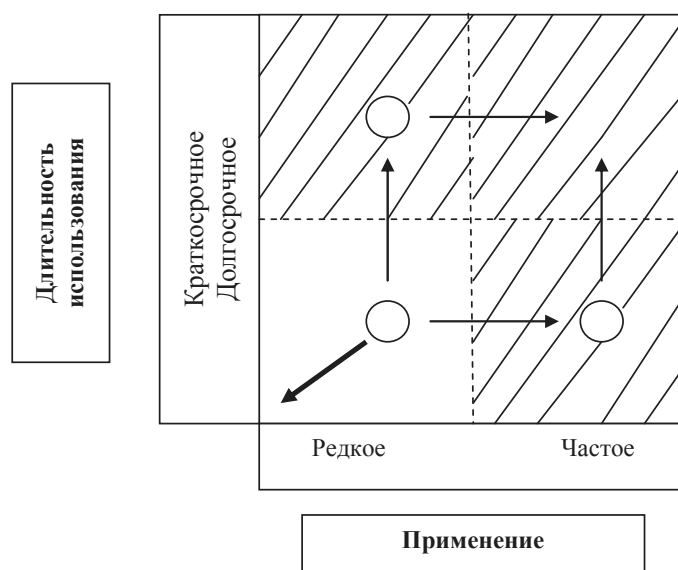 Длительность
использования
Краткосрочное
Долгосрочное
Редкое
Частое
Применение